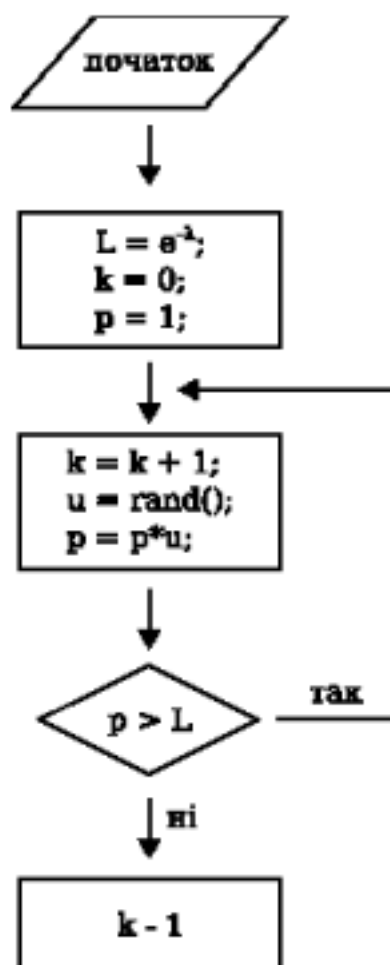 початок
L = e^-λ;
k = 0;
p = 1;
k = k + 1;
u = rand();
p = p*u;
p > L
так
ні
k - 1